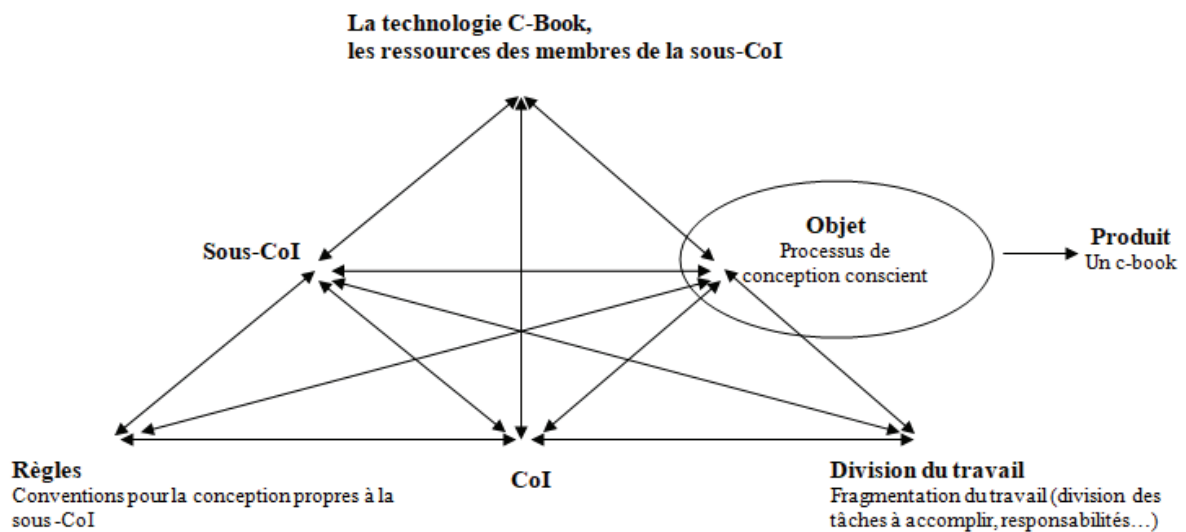 La technologie C-Book,
les ressources des membres de la sous-CoI
Sous-CoI
Objet
Processus de
conception conscient
Produit
Un c-book
Règles
Conventions pour la conception propres à la
sous-CoI
CoI
Division du travail
Fragmentation du travail (division des
tâches à accomplir, responsabilités…)